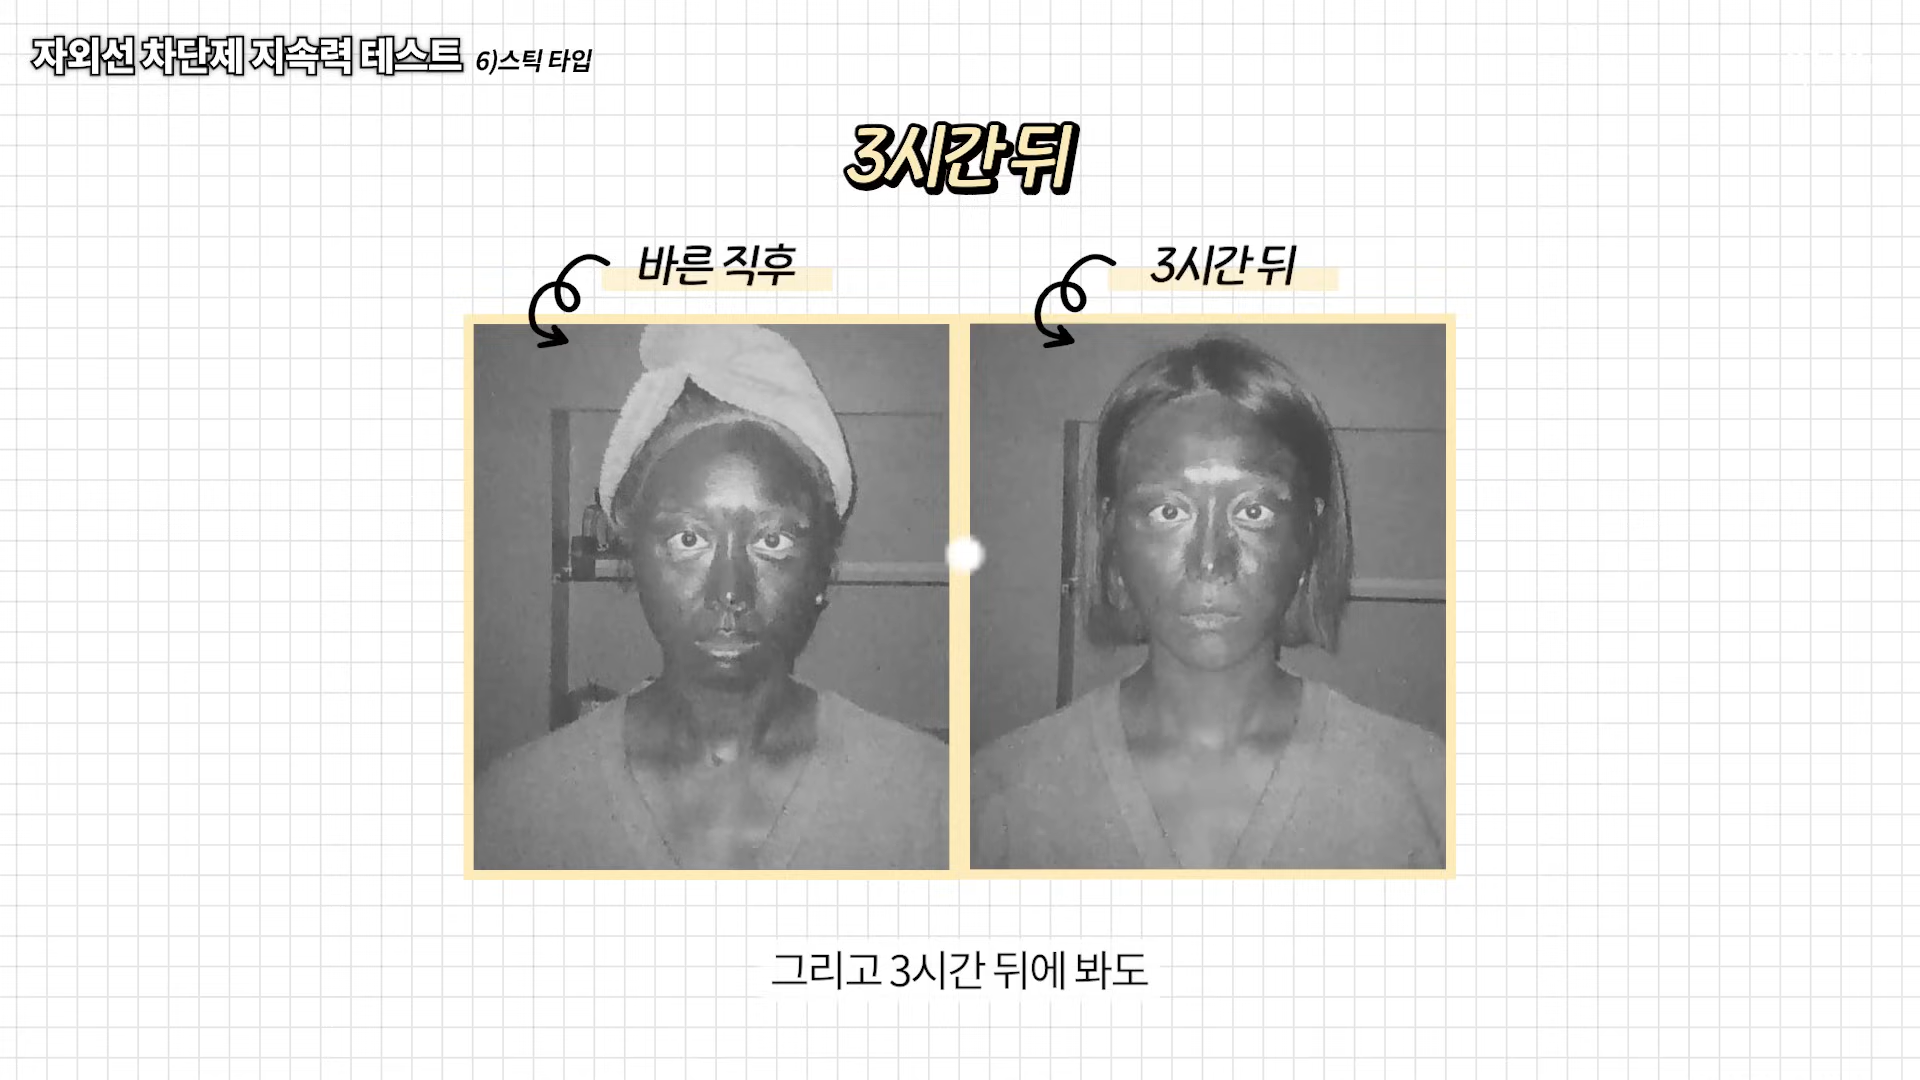 자외선 차단제 지속력 테스트 6)스틱 타입
3시간 뒤
바른 직후
3시간 뒤
그리고 3시간 뒤에 봐도